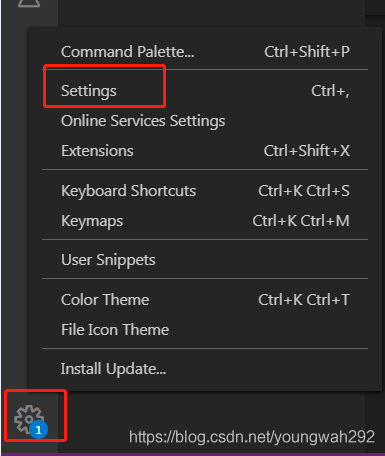 Command Palette... Ctrl+Shift+P
Settings Ctrl+,
Online Services Settings
Extensions Ctrl+Shift+X
Keyboard Shortcuts Ctrl+K Ctrl+S
Keymaps Ctrl+K Ctrl+M
User Snippets
Color Theme Ctrl+K Ctrl+T
File Icon Theme
Install Update...
1
https://blog.csdn.net/youngwah292